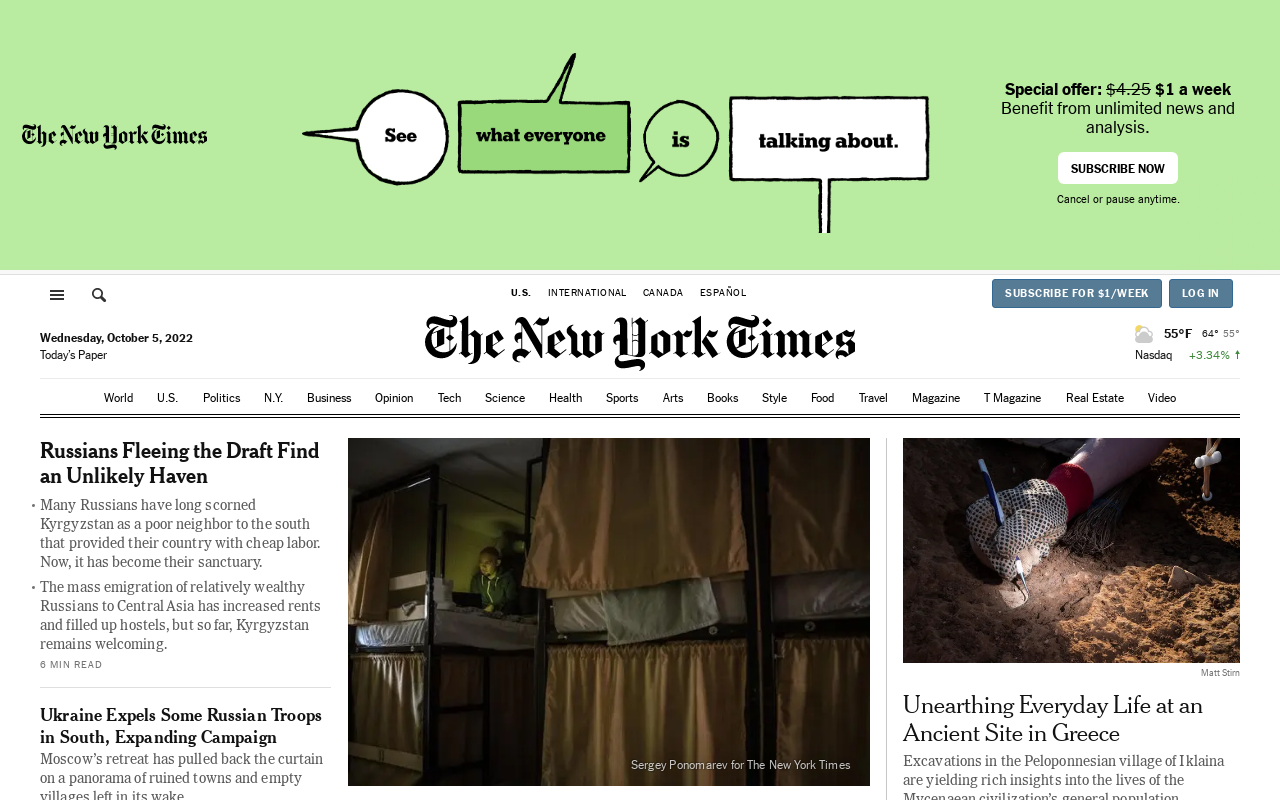 The New York Times
See
what everyone
is
talking about.
Special offer: $4.25 $1 a week
Benefit from unlimited news and
analysis.
SUBSCRIBE NOW
Cancel or pause anytime.
U.S. INTERNATIONAL CANADA ESPAÑOL
SUBSCRIBE FOR $1/WEEK LOG IN
Wednesday, October 5, 2022
Today's Paper
The New York Times
55°F 64° 55°
Nasdaq +3.34% ↑
World U.S. Politics N.Y. Business Opinion Tech Science Health Sports Arts Books Style Food Travel Magazine T Magazine Real Estate Video
Russians Fleeing the Draft Find
an Unlikely Haven
• Many Russians have long scorned
Kyrgyzstan as a poor neighbor to the south
that provided their country with cheap labor.
Now, it has become their sanctuary.
• The mass emigration of relatively wealthy
Russians to Central Asia has increased rents
and filled up hostels, but so far, Kyrgyzstan
remains welcoming.
6 MIN READ
Ukraine Expels Some Russian Troops
in South, Expanding Campaign
Moscow’s retreat has pulled back the curtain
on a panorama of ruined towns and empty
villages left in its wake.
Sergey Ponomarev for The New York Times
Matt Stirn
Unearthing Everyday Life at an
Ancient Site in Greece
Excavations in the Peloponnesian village of Iklaina
are yielding rich insights into the lives of the
Mycenaean civilization’s general population.